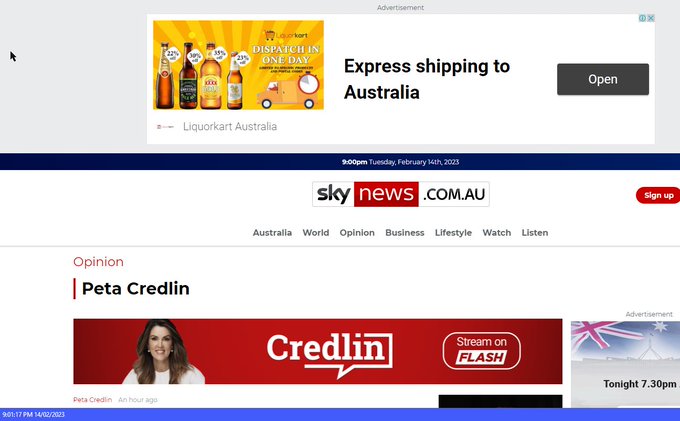 Advertisement
Liquorkart
DISPATCH IN
ONE DAY
22%
off
30%
off
35%
off
23%
off
Express shipping to
Australia
Open
Liquorkart Australia
9:00pm Tuesday, February 14th, 2023
sky news .COM.AU
Sign up
Australia World Opinion Business Lifestyle Watch Listen
Opinion
Peta Credlin
Advertisement
Credlin
Stream on
FLASH
Tonight 7.30pm
Peta Credlin An hour ago
9:01:17 PM 14/02/2023